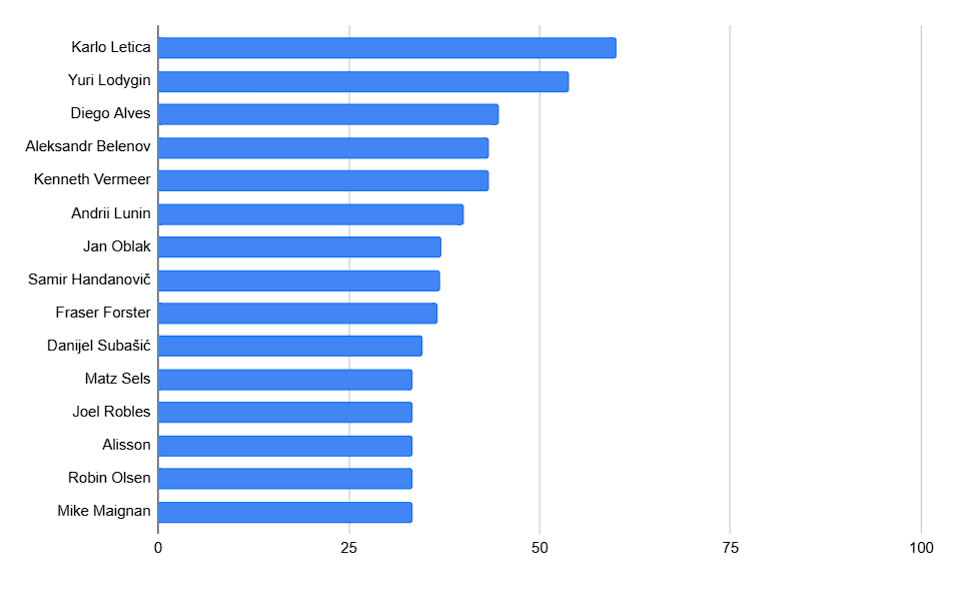 Karlo Letica
Yuri Lodygin
Diego Alves
Aleksandr Belenov
Kenneth Vermeer
Andrii Lunin
Jan Oblak
Samir Handanovič
Fraser Forster
Danijel Subašić
Matz Sels
Joel Robles
Alisson
Robin Olsen
Mike Maignan
0 25 50 75 100